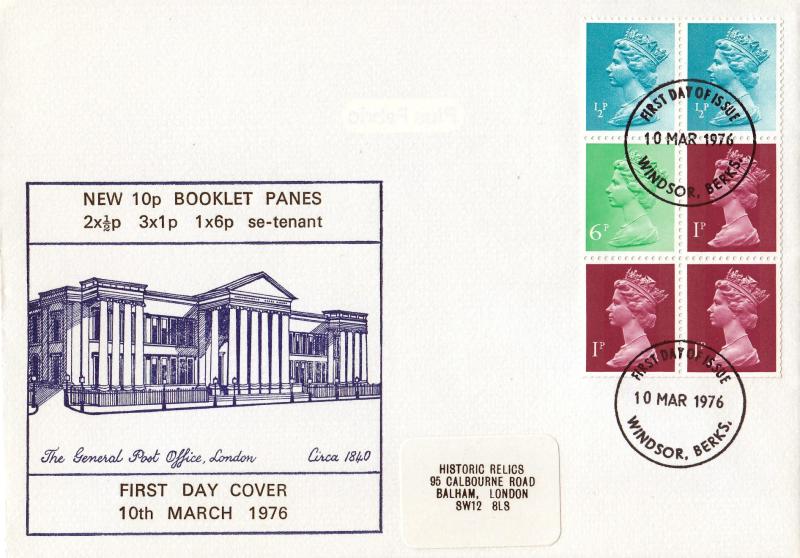 NEW 10p BOOKLET PANES
2x½p 3x1p 1x6p se-tenant
The General Post Office, London Circa 1840
FIRST DAY COVER
10th MARCH 1976
½P
½P
6P
1P
1P
FIRST DAY OF ISSUE
10 MAR 1976
WINDSOR, BERKS.
FIRST DAY OF ISSUE
10 MAR 1976
WINDSOR, BERKS.
HISTORIC RELICS
95 CALBOURNE ROAD
BALHAM, LONDON
SW12 8LS